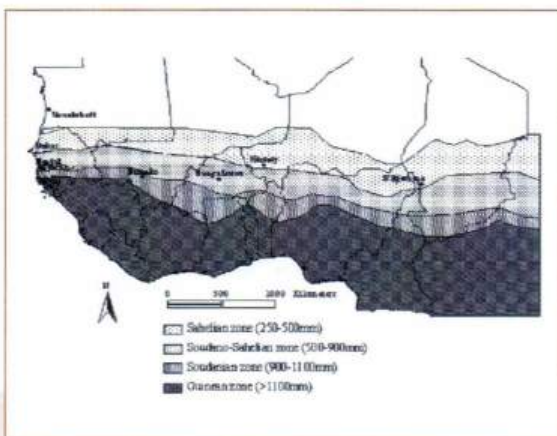 Nouakchott
Niamey
Bamako
N'Djamena
N
0 500 1000 Kilometers
Sahelian zone (250-500mm)
Soudano-Sahelian zone (500-900mm)
Soudanian zone (900-1100mm)
Guinean zone (>1100mm)